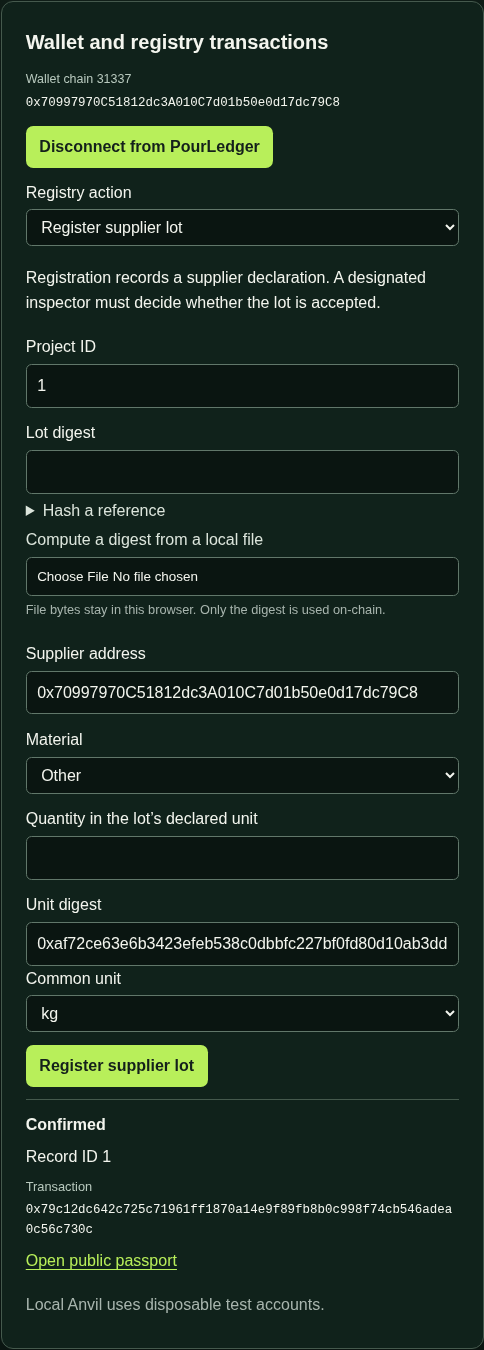 Wallet and registry transactions
Wallet chain 31337
0x70997970C51812dc3A010C7d01b50e0d17dc79C8
Disconnect from PourLedger
Registry action
Register supplier lot
Registration records a supplier declaration. A designated
inspector must decide whether the lot is accepted.
Project ID
1
Lot digest
Hash a reference
Compute a digest from a local file
Choose File No file chosen
File bytes stay in this browser. Only the digest is used on-chain.
Supplier address
0x70997970C51812dc3A010C7d01b50e0d17dc79C8
Material
Other
Quantity in the lot’s declared unit
Unit digest
0xaf72ce63e6b3423efeb538c0dbbfc227bf0fd80d10ab3dd
Common unit
kg
Register supplier lot
Confirmed
Record ID 1
Transaction
0x79c12dc642c725c71961ff1870a14e9f89fb8b0c998f74cb546adea
0c56c730c
Open public passport
Local Anvil uses disposable test accounts.